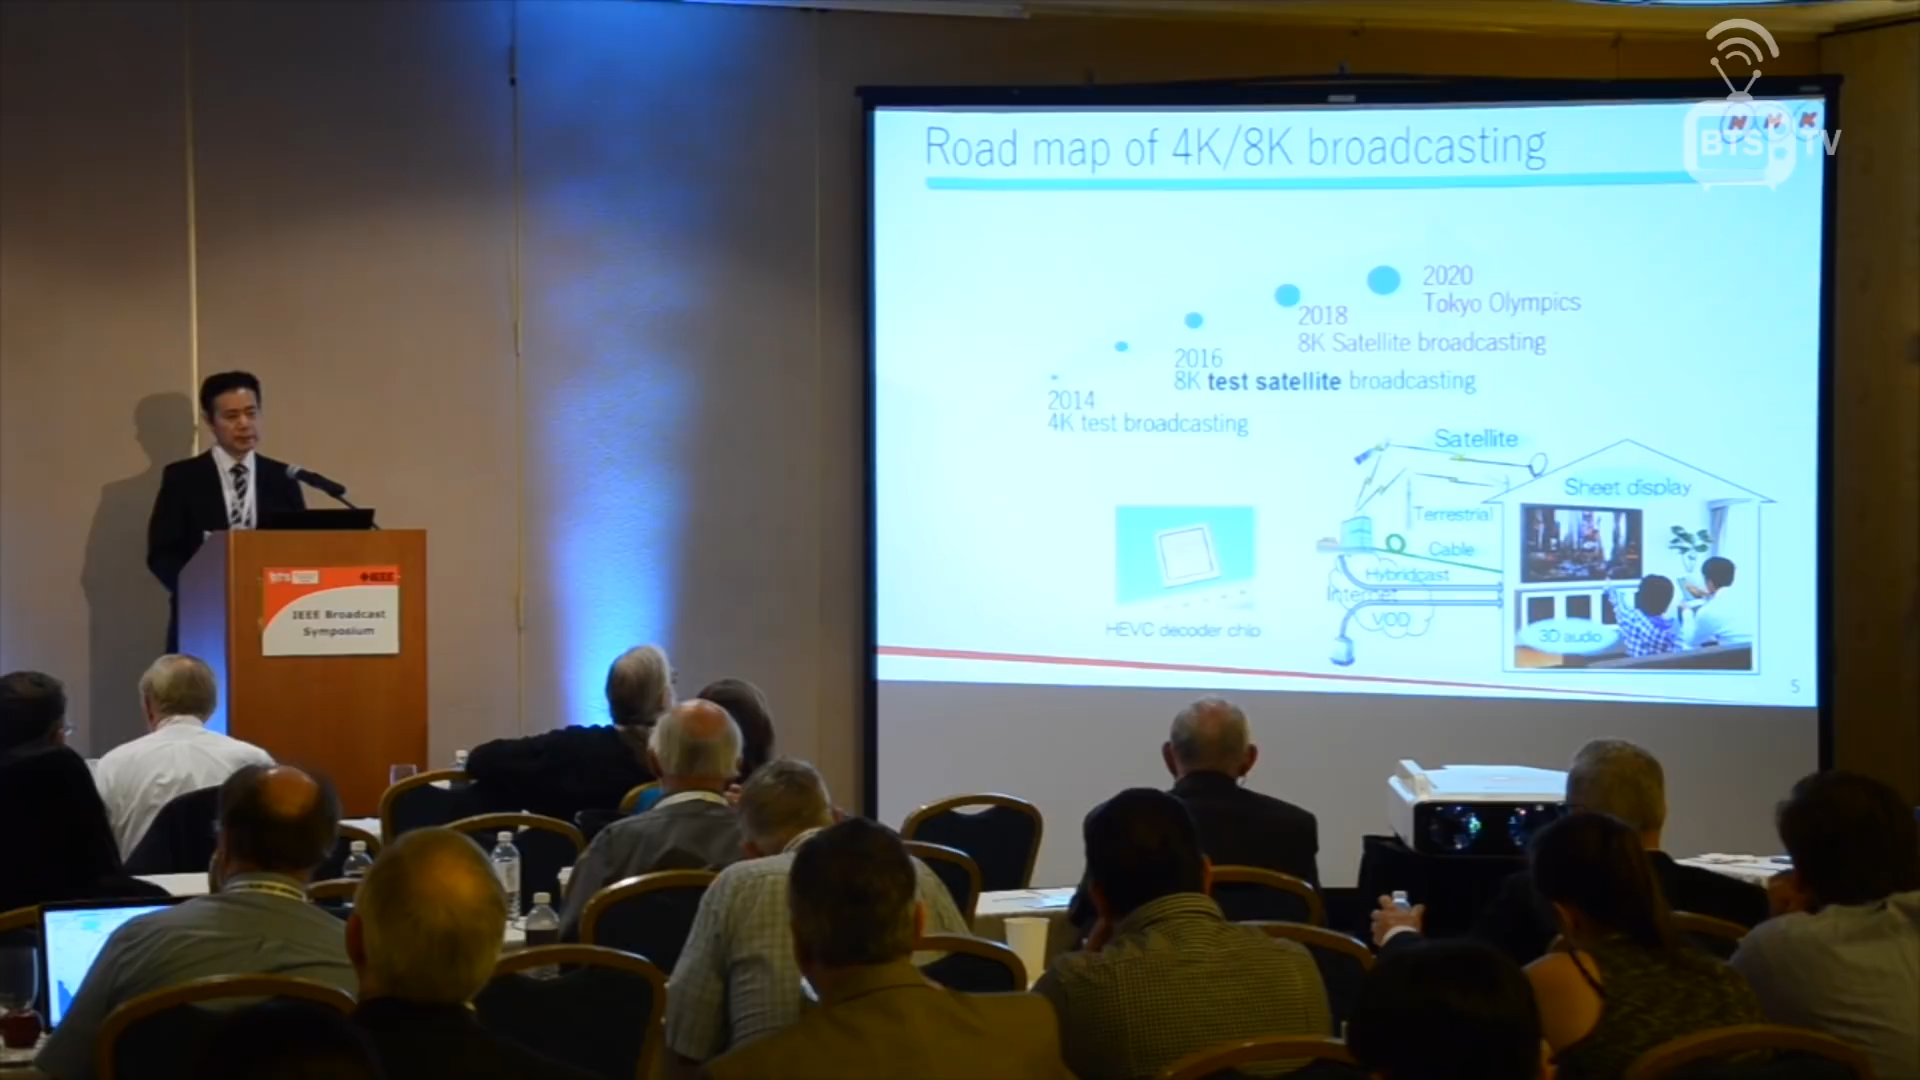 Road map of 4K/8K broadcasting
NHK
BTS TV
2020
Tokyo Olympics
2018
8K Satellite broadcasting
2016
8K test satellite broadcasting
2014
4K test broadcasting
Satellite
Sheet display
Terrestrial
Cable
Hybridcast
Internet
VOD
3D audio
HEVC decoder chip
5
BTS
IEEE
IEEE Broadcast
Symposium